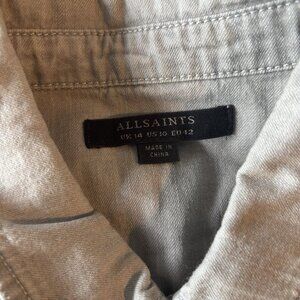 ALLSAINTS
UK 14 US 10 EU 42
MADE IN
CHINA